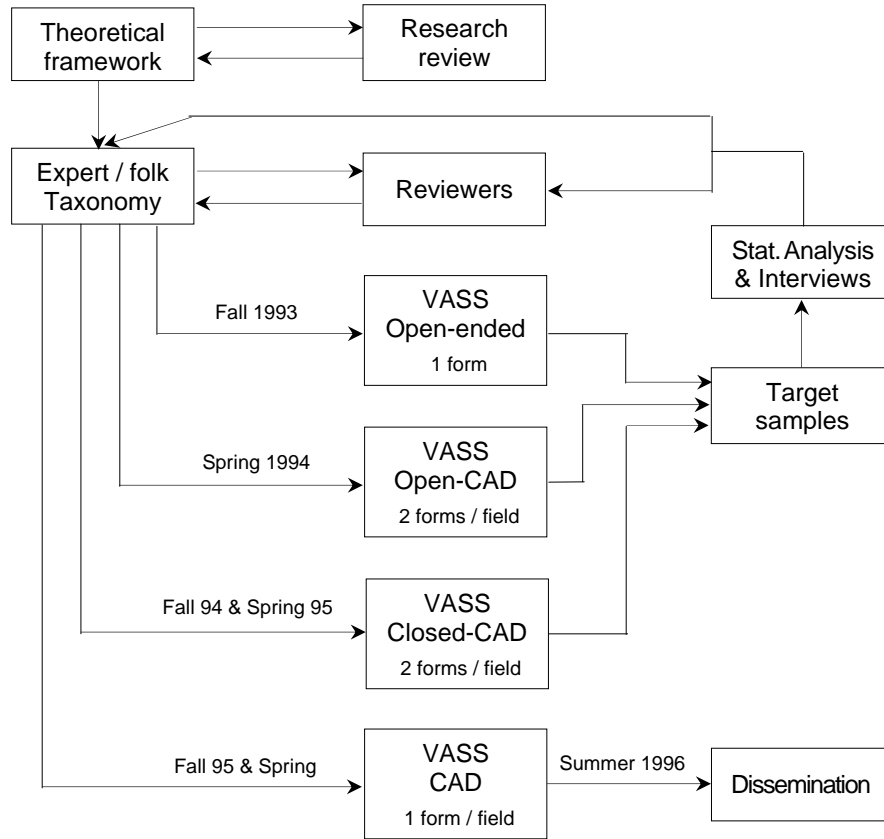 Theoretical
framework
Research
review
Expert / folk
Taxonomy
Reviewers
Stat. Analysis
& Interviews
Fall 1993
VASS
Open-ended
1 form
Target
samples
Spring 1994
VASS
Open-CAD
2 forms / field
Fall 94 & Spring 95
VASS
Closed-CAD
2 forms / field
Fall 95 & Spring
VASS
CAD
1 form / field
Summer 1996
Dissemination